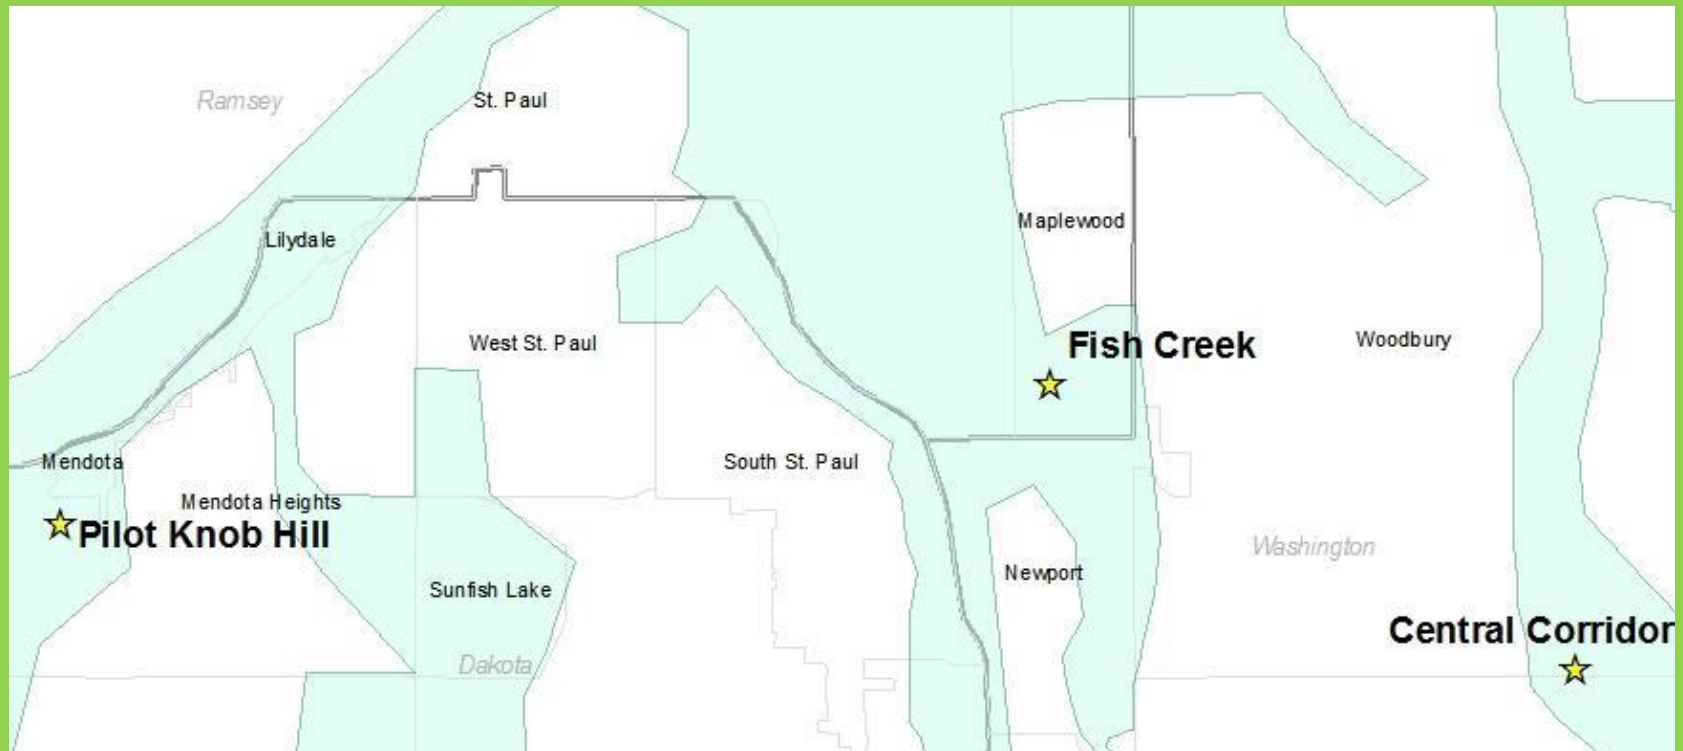 Ramsey
St. Paul
Lilydale
Maplewood
West St. Paul
Fish Creek
Woodbury
Mendota
South St. Paul
Mendota Heights
Pilot Knob Hill
Washington
Newport
Sunfish Lake
Central Corridor
Dakota